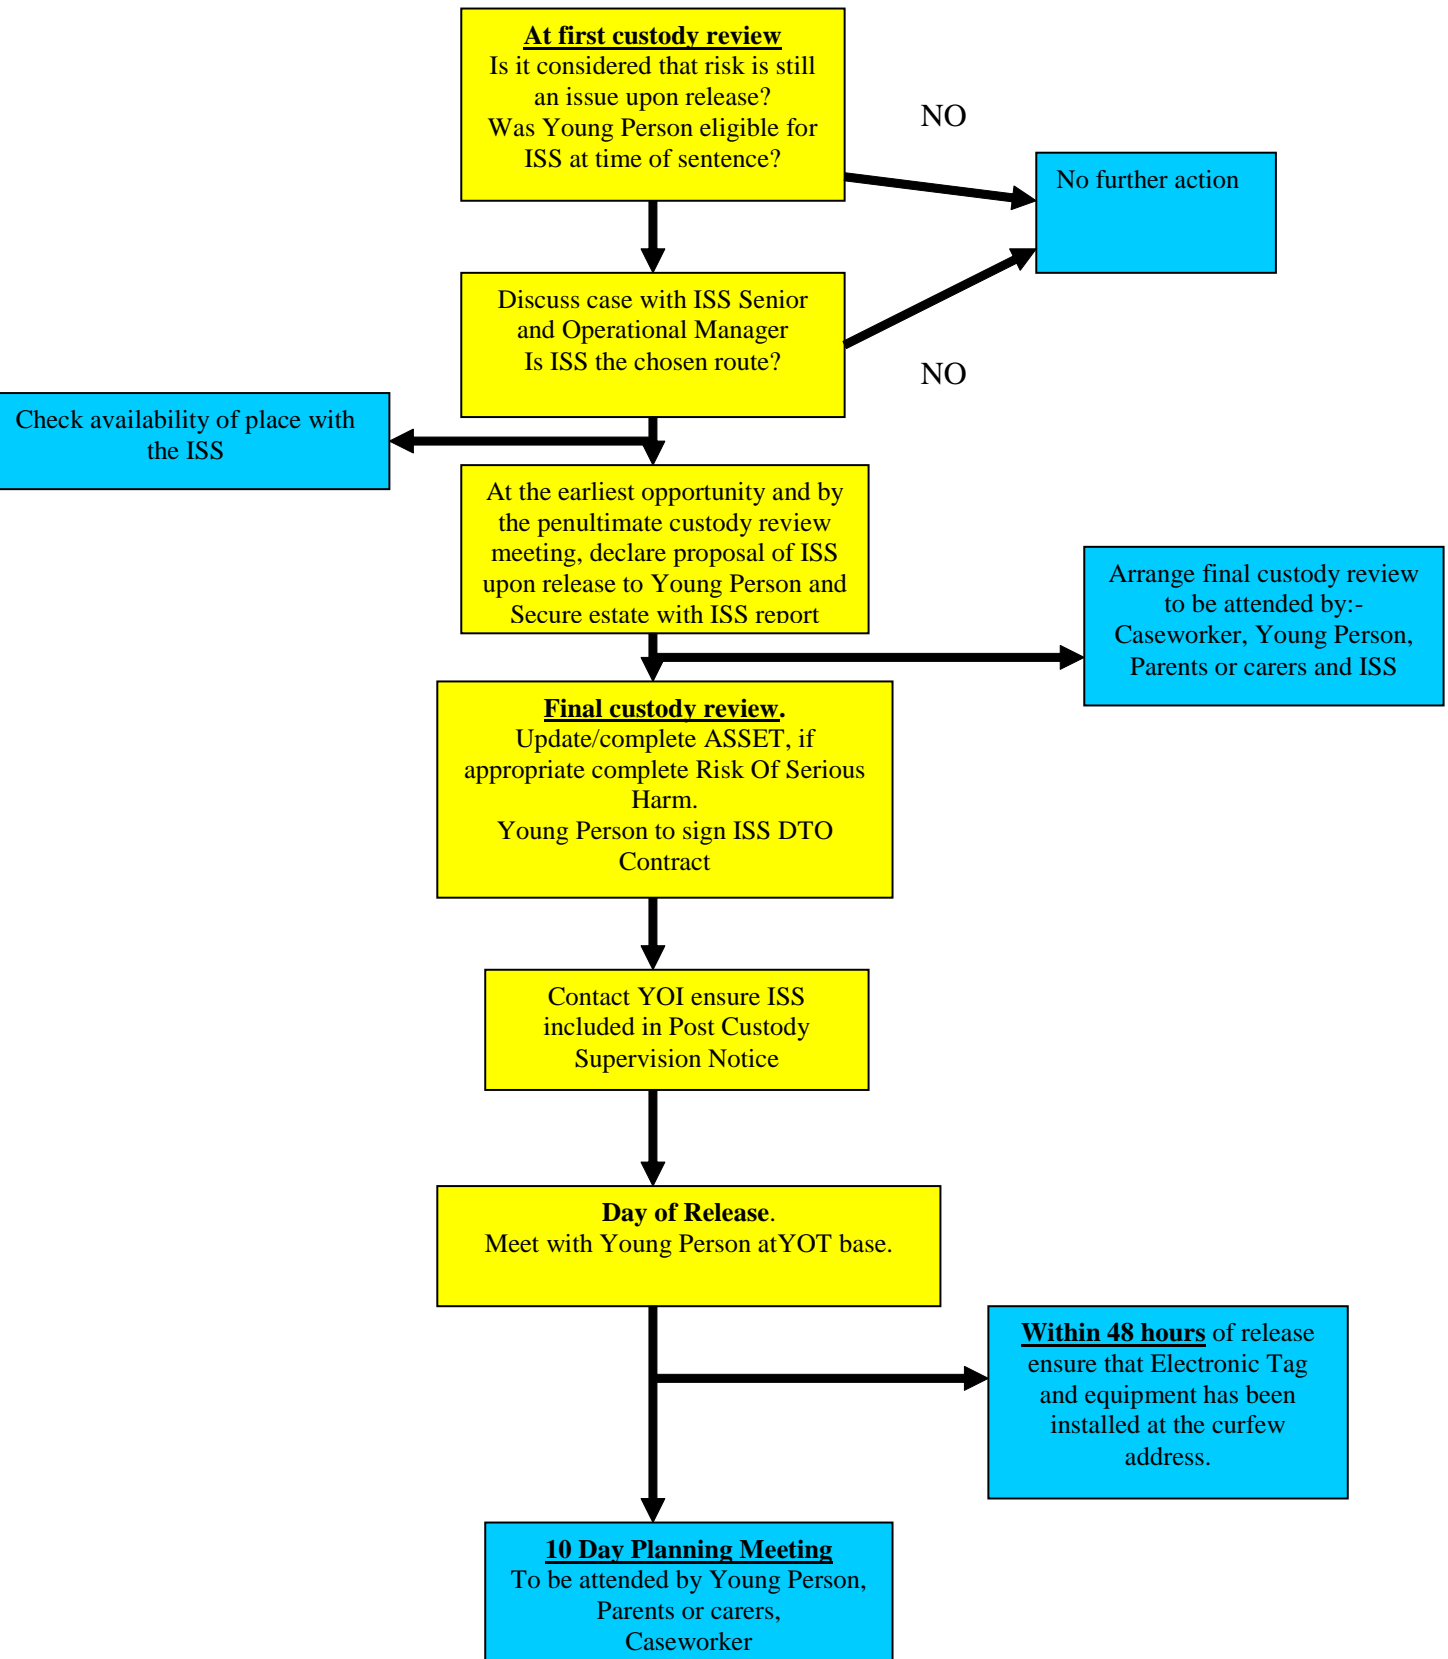 At first custody review
Is it considered that risk is still
an issue upon release?
Was Young Person eligible for
ISS at time of sentence?
NO
No further action
Discuss case with ISS Senior
and Operational Manager
Is ISS the chosen route?
NO
Check availability of place with
the ISS
At the earliest opportunity and by
the penultimate custody review
meeting, declare proposal of ISS
upon release to Young Person and
Secure estate with ISS report
Arrange final custody review
to be attended by:-
Caseworker, Young Person,
Parents or carers and ISS
Final custody review.
Update/complete ASSET, if
appropriate complete Risk Of Serious
Harm.
Young Person to sign ISS DTO
Contract
Contact YOI ensure ISS
included in Post Custody
Supervision Notice
Day of Release.
Meet with Young Person atYOT base.
Within 48 hours of release
ensure that Electronic Tag
and equipment has been
installed at the curfew
address.
10 Day Planning Meeting
To be attended by Young Person,
Parents or carers,
Caseworker